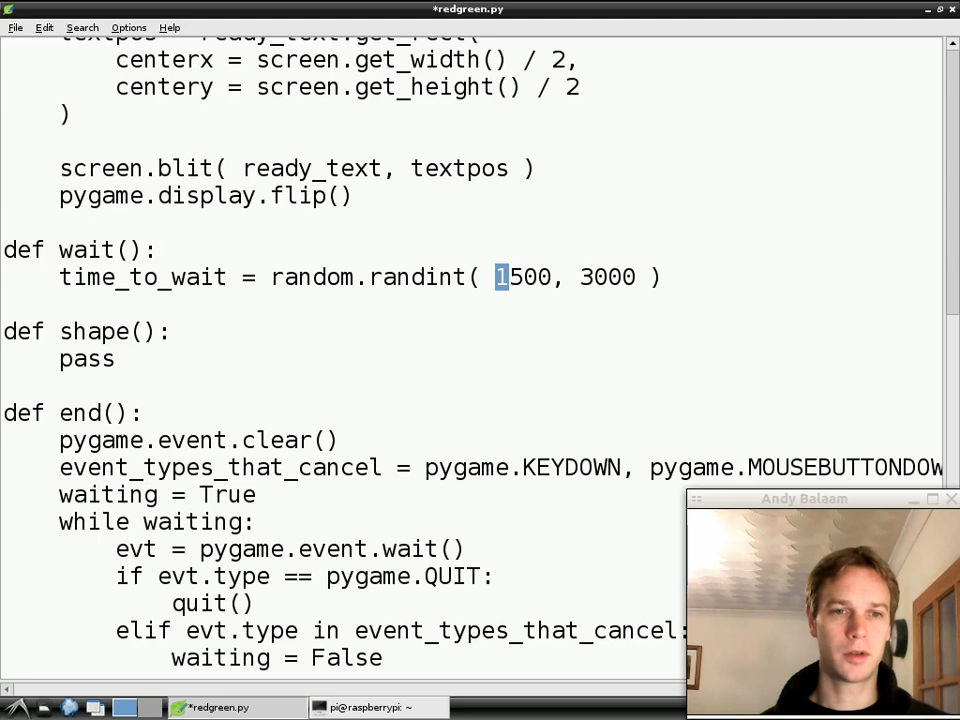 *redgreen.py
File Edit Search Options Help
centerx = screen.get_width() / 2,
centery = screen.get_height() / 2
)
screen.blit( ready_text, textpos )
pygame.display.flip()
def wait():
time_to_wait = random.randint( 1500, 3000 )
def shape():
pass
def end():
pygame.event.clear()
event_types_that_cancel = pygame.KEYDOWN, pygame.MOUSEBUTTONDOW
waiting = True
while waiting:
evt = pygame.event.wait()
if evt.type == pygame.QUIT:
quit()
elif evt.type in event_types_that_cancel:
waiting = False
Andy Balaam
*redgreen.py
pi@raspberrypi: ~